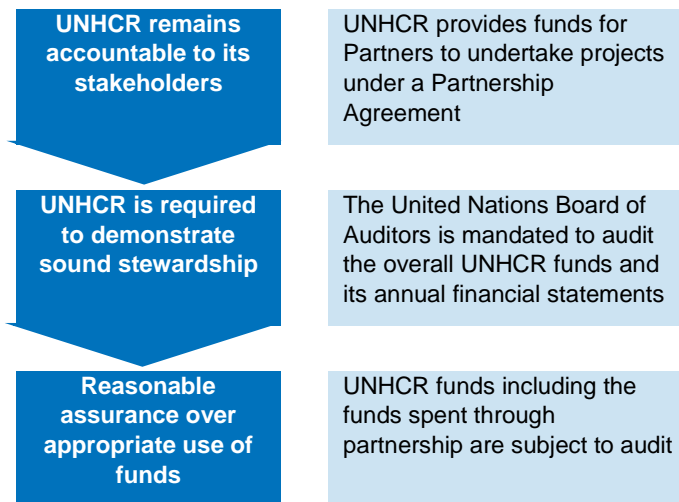 UNHCR remains
accountable to its
stakeholders
UNHCR provides funds for
Partners to undertake projects
under a Partnership
Agreement
UNHCR is required
to demonstrate
sound stewardship
The United Nations Board of
Auditors is mandated to audit
the overall UNHCR funds and
its annual financial statements
Reasonable
assurance over
appropriate use of
funds
UNHCR funds including the
funds spent through
partnership are subject to audit